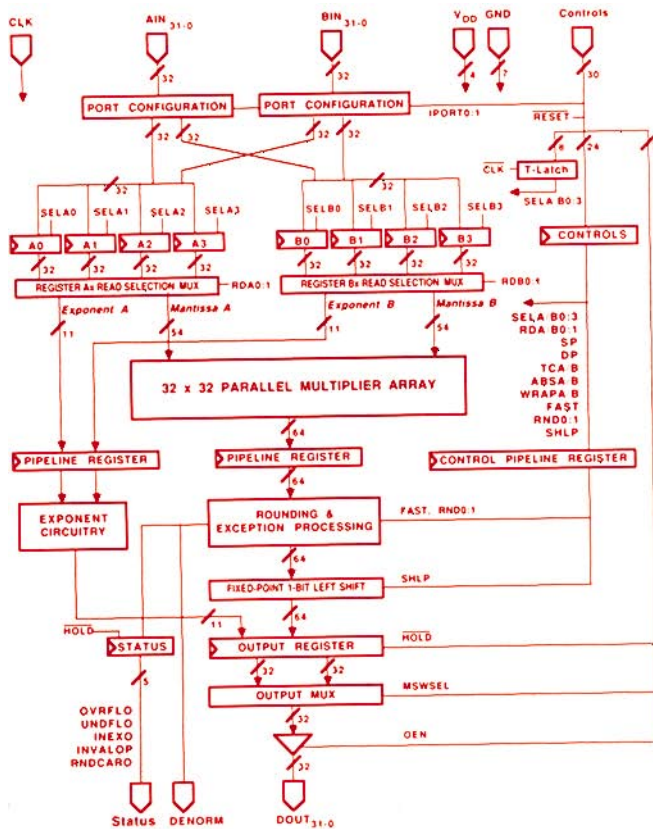 CLK
AIN 31-0
BIN 31-0
VDD
GND
Controls
32
32
4
7
30
PORT CONFIGURATION
PORT CONFIGURATION
IPORT0:1
RESET
32
32
32
32
6
24
CLK
T-Latch
SELA B0:3
32
32
SELA0
SELA1
SELA2
SELA3
SELB0
SELB1
SELB2
SELB3
A0
A1
A2
A3
B0
B1
B2
B3
CONTROLS
32
32
32
32
32
32
32
32
REGISTER Ax READ SELECTION MUX
RDA0:1
REGISTER Bx READ SELECTION MUX
RDB0:1
Exponent A
Mantissa A
Exponent B
Mantissa B
11
54
11
54
SELA B0:3
RDA B0:1
SP
DP
TCA B
ABSA B
WRAPA B
FAST
RND0:1
SHLP
32 x 32 PARALLEL MULTIPLIER ARRAY
64
PIPELINE REGISTER
PIPELINE REGISTER
CONTROL PIPELINE REGISTER
64
EXPONENT
CIRCUITRY
ROUNDING &
EXCEPTION PROCESSING
FAST, RND0:1
64
FIXED-POINT 1-BIT LEFT SHIFT
SHLP
11
64
HOLD
STATUS
OUTPUT REGISTER
HOLD
5
32
32
OUTPUT MUX
MSWSEL
OVRFLO
UNDFLO
INEXO
INVALOP
RNDCARO
32
OEN
32
Status
DENORM
DOUT 31-0